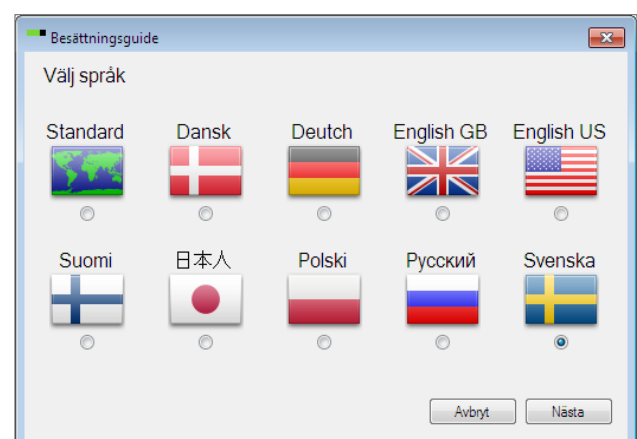 Besättningsguide
Välj språk
Standard Dansk Deutch English GB English US
Suomi 日本人 Polski Русский Svenska
Avbryt Nästa